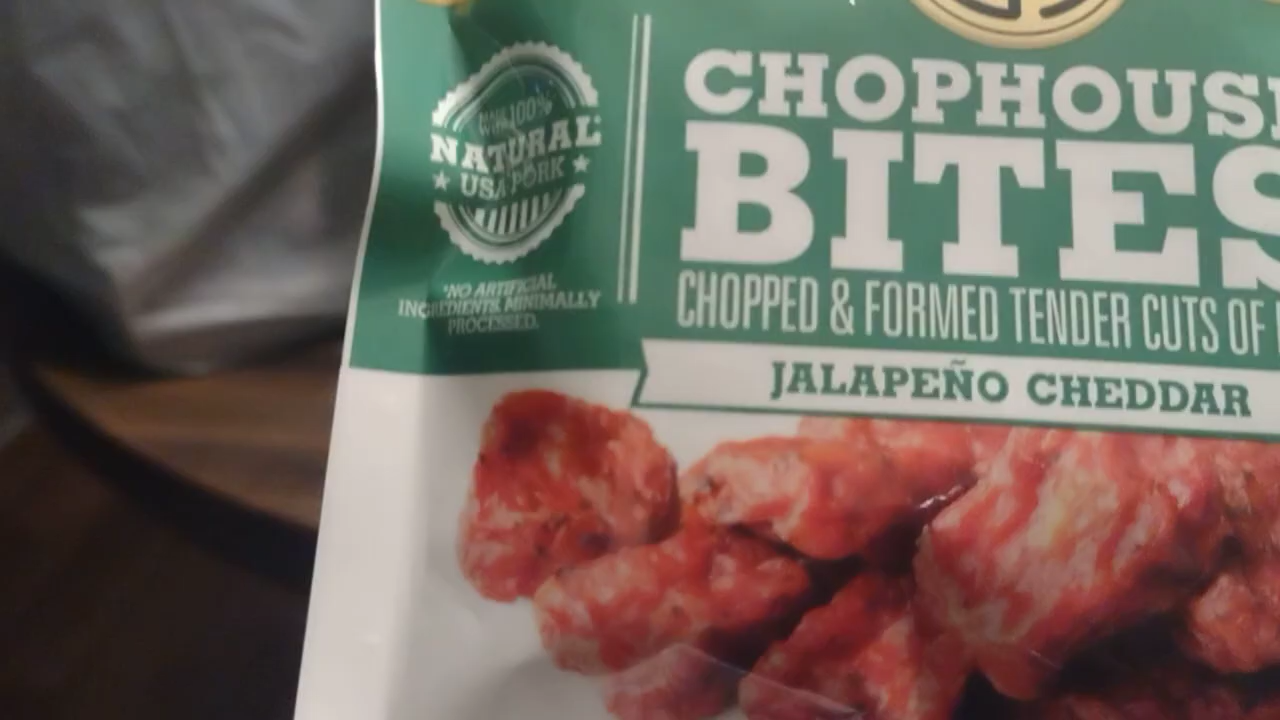 100%
NATURAL*
USA PORK
*NO ARTIFICIAL
INGREDIENTS. MINIMALLY
PROCESSED.
CHOPHOUS
BITES
CHOPPED & FORMED TENDER CUTS OF
JALAPEÑO CHEDDAR